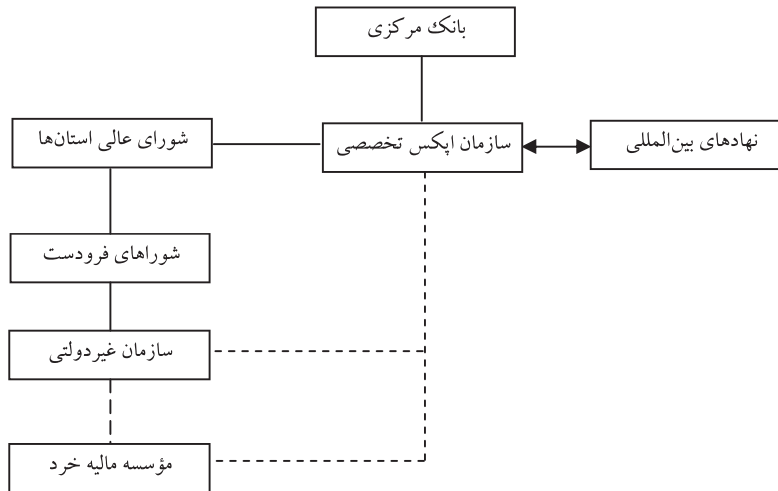 بانک مرکزی
نهادهای بین‌المللی
سازمان اپکس تخصصی
شورای عالی استان‌ها
شوراهای فرودست
سازمان غیردولتی
مؤسسه مالیه خرد